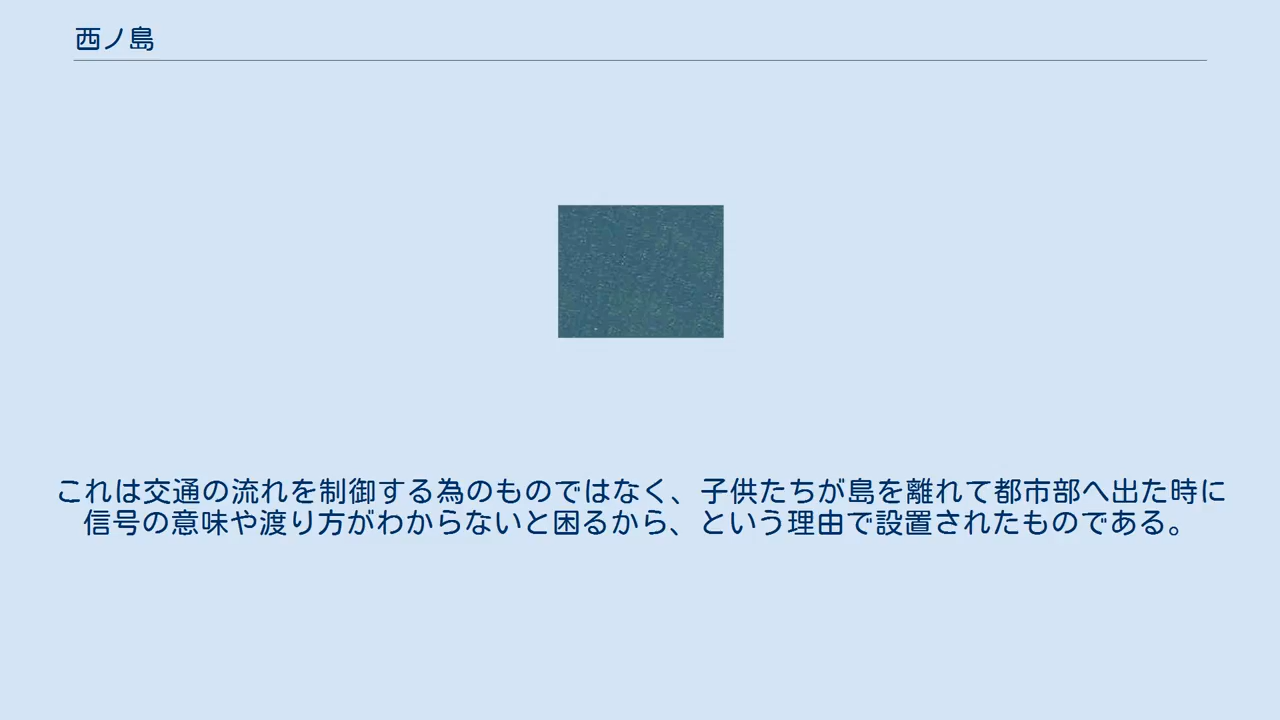 西ノ島
これは交通の流れを制御する為のものではなく、子供たちが島を離れて都市部へ出た時に
信号の意味や渡り方がわからないと困るから、という理由で設置されたものである。